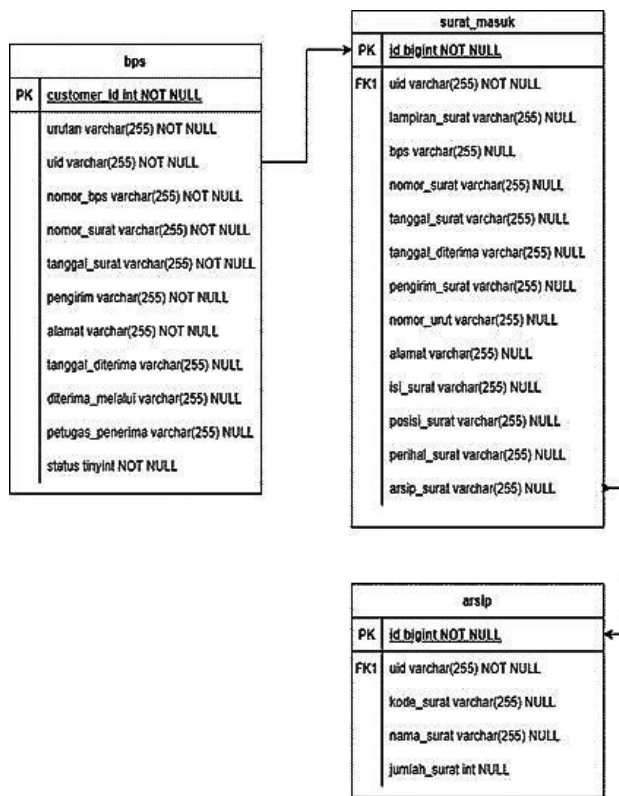 bps
PK customer_id int NOT NULL
urutan varchar(255) NOT NULL
uid varchar(255) NOT NULL
nomor_bps varchar(255) NOT NULL
nomor_surat varchar(255) NOT NULL
tanggal_surat varchar(255) NOT NULL
pengirim varchar(255) NOT NULL
alamat varchar(255) NOT NULL
tanggal_diterima varchar(255) NULL
diterima_melalui varchar(255) NULL
petugas_penerima varchar(255) NULL
status tinyint NOT NULL
surat_masuk
PK id bigint NOT NULL
FK1 uid varchar(255) NOT NULL
lampiran_surat varchar(255) NULL
bps varchar(255) NULL
nomor_surat varchar(255) NULL
tanggal_surat varchar(255) NULL
tanggal_diterima varchar(255) NULL
pengirim_surat varchar(255) NULL
nomor_urut varchar(255) NULL
alamat varchar(255) NULL
isi_surat varchar(255) NULL
posisi_surat varchar(255) NULL
perihal_surat varchar(255) NULL
arsip_surat varchar(255) NULL
arsip
PK id bigint NOT NULL
FK1 uid varchar(255) NOT NULL
kode_surat varchar(255) NULL
nama_surat varchar(255) NULL
jumlah_surat int NULL